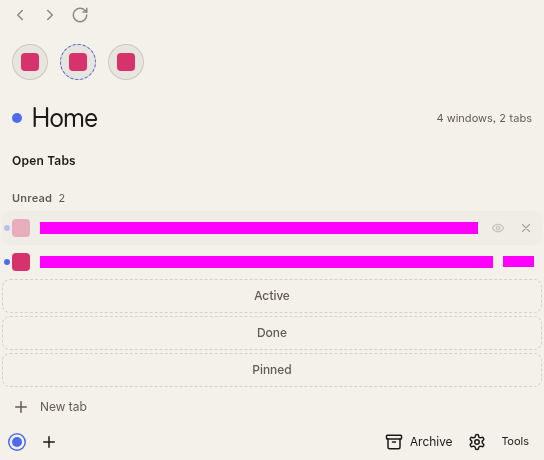 Home
4 windows, 2 tabs
Open Tabs
Unread 2
Active
Done
Pinned
New tab
Archive
Tools